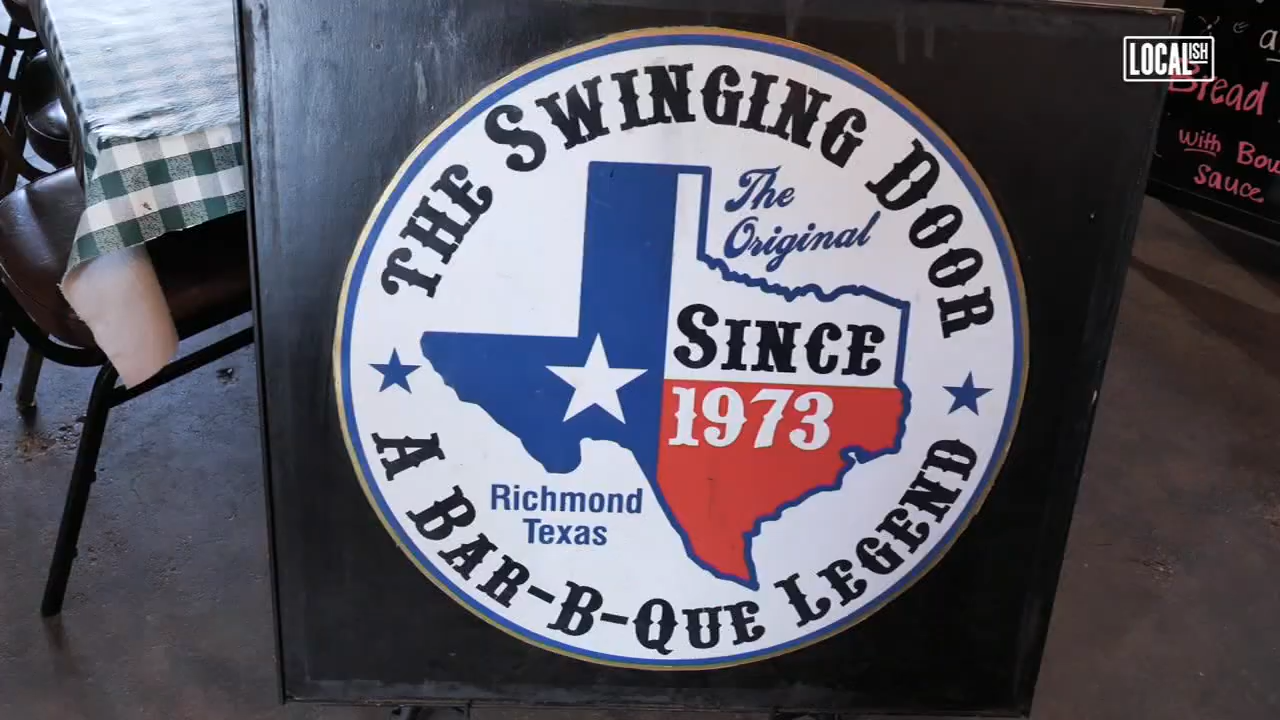 THE SWINGING DOOR
The
Original
SINCE
1973
Richmond
Texas
A BAR-B-QUE LEGEND
LOCALISH
Bread
with
Sauce